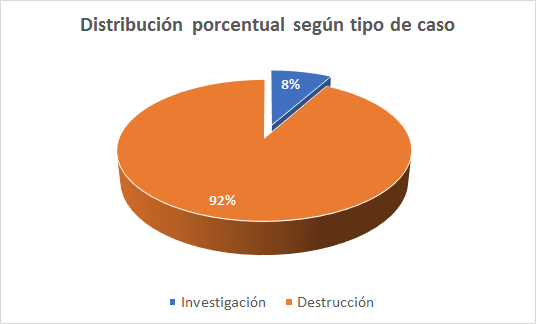 Distribución porcentual según tipo de caso
8%
92%
Investigación Destrucción